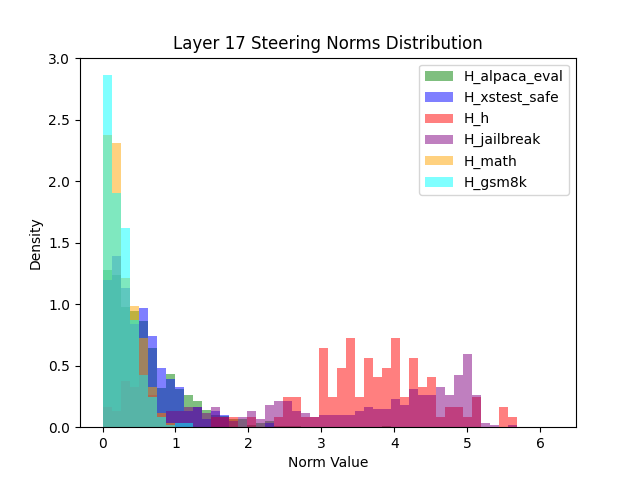 Layer 17 Steering Norms Distribution
3.0
2.5
2.0
1.5
1.0
0.5
0.0
Density
H_alpaca_eval
H_xstest_safe
H_h
H_jailbreak
H_math
H_gsm8k
0 1 2 3 4 5 6
Norm Value